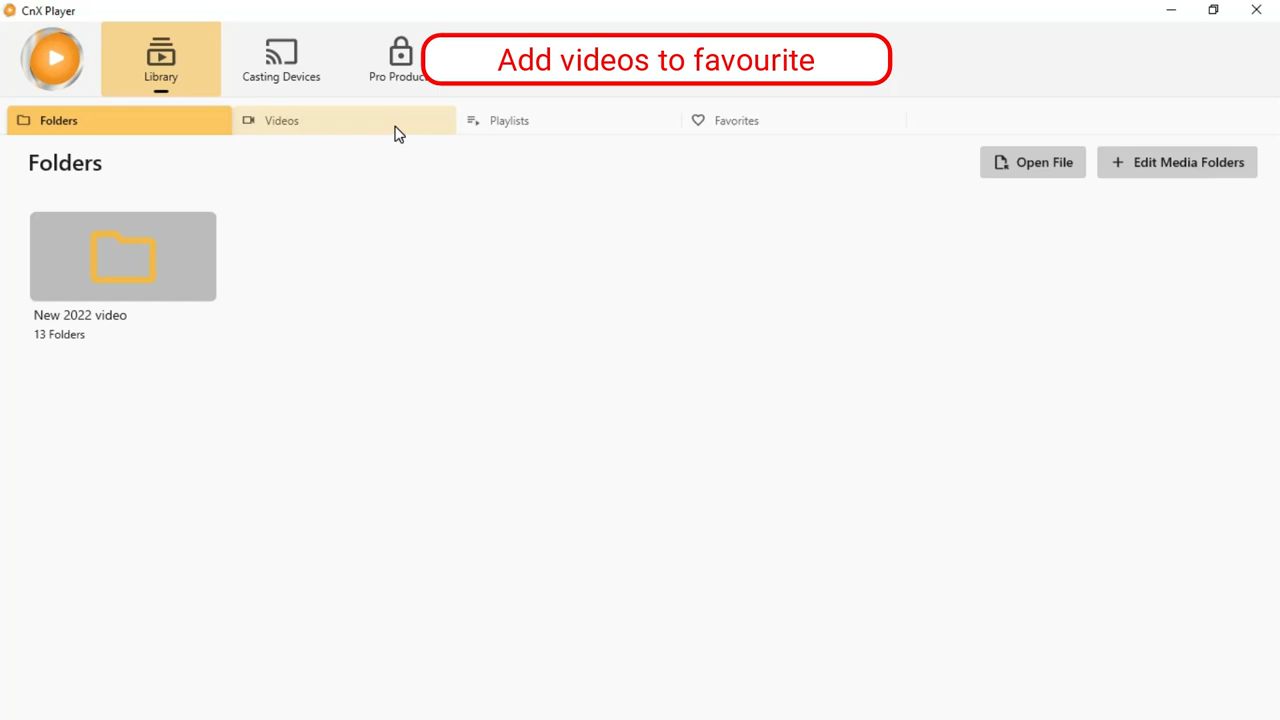 CnX Player
Library
Casting Devices
Pro Produc
Add videos to favourite
Folders
Videos
Playlists
Favorites
Folders
Open File
Edit Media Folders
New 2022 video
13 Folders